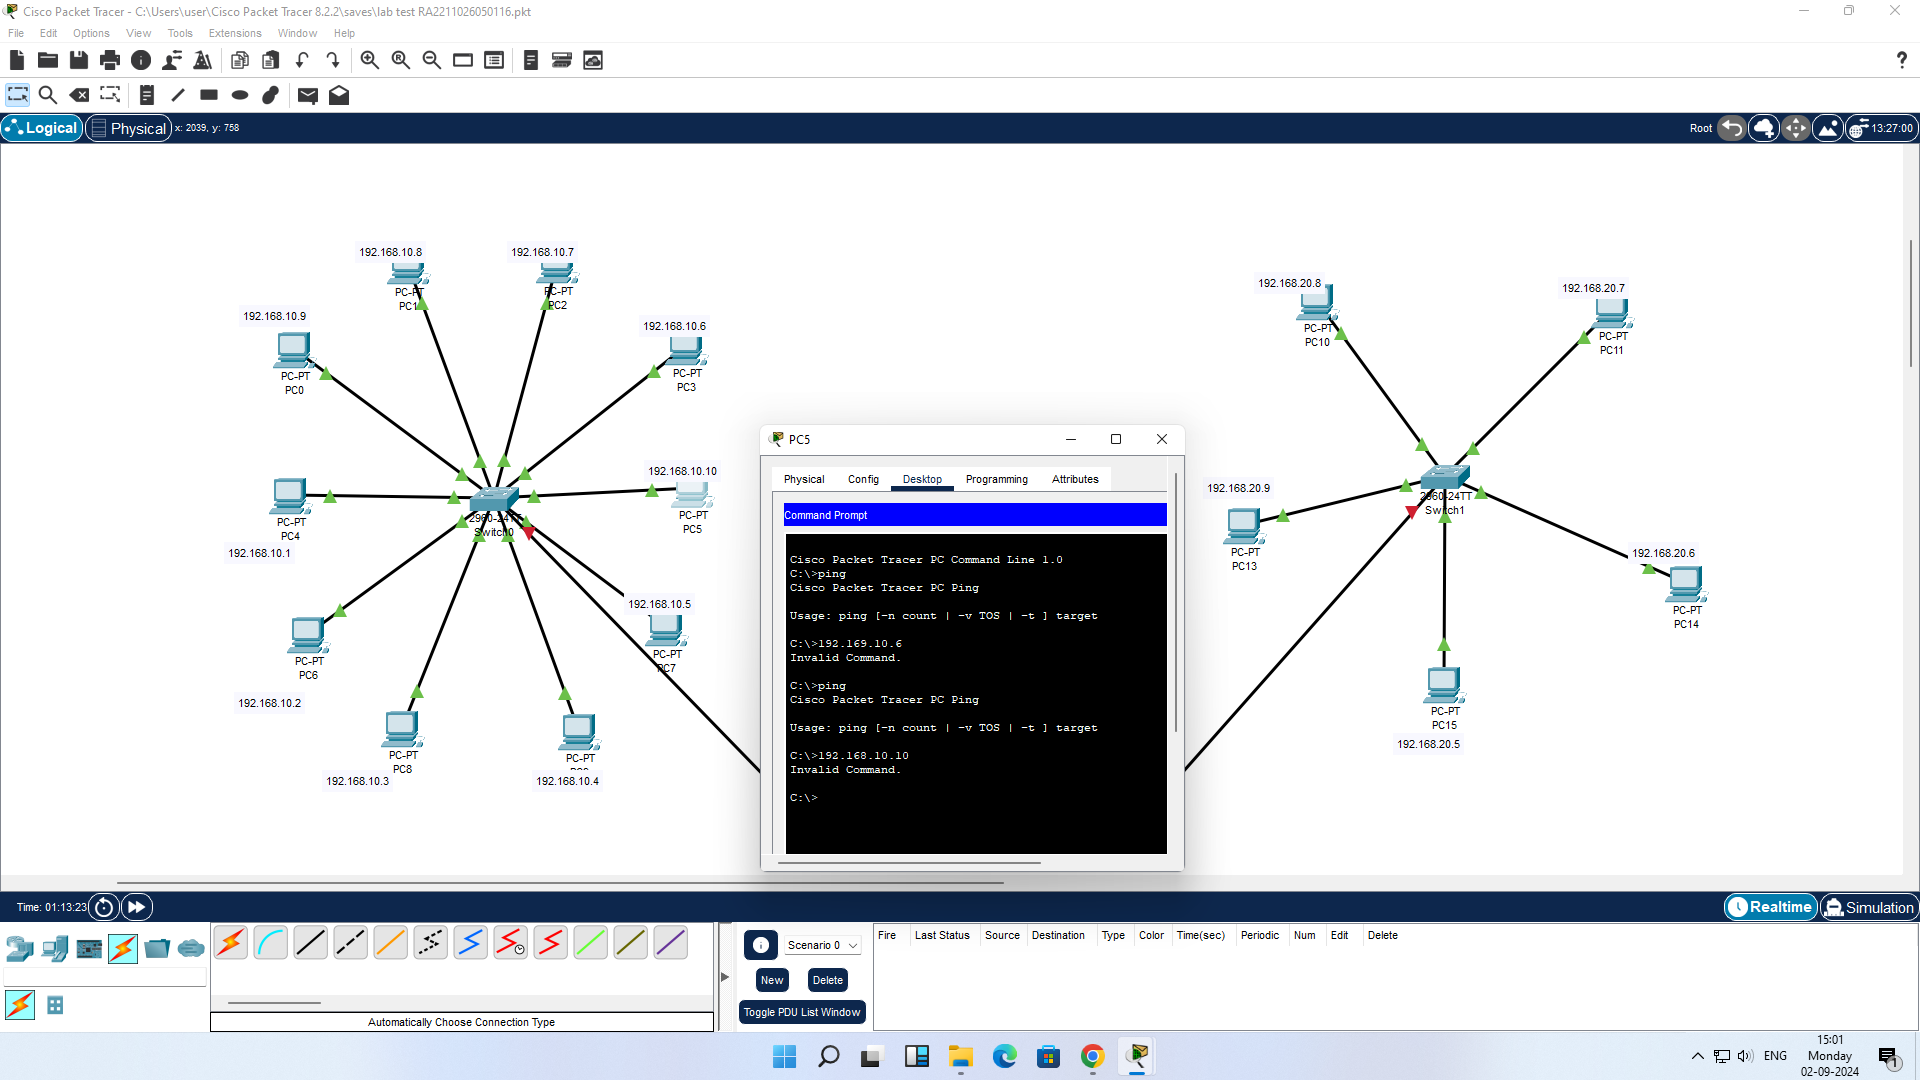 Cisco Packet Tracer - C:\Users\user\Cisco Packet Tracer 8.2.2\saves\lab test RA2211026050116.pkt
File Edit Options View Tools Extensions Window Help
?
Logical Physical x: 2039, y: 758 Root 13:27:00
192.168.10.8
PC-PT
PC1
192.168.10.7
PC-PT
PC2
192.168.10.9
PC-PT
PC0
192.168.10.6
PC-PT
PC3
192.168.10.10
PC-PT
PC5
PC-PT
PC4
192.168.10.1
2960-24TT
Switch0
PC-PT
PC6
192.168.10.2
192.168.10.5
PC-PT
PC7
PC-PT
PC8
192.168.10.3
PC-PT
192.168.10.4
192.168.20.8
PC-PT
PC10
192.168.20.7
PC-PT
PC11
192.168.20.9
PC-PT
PC13
2960-24TT
Switch1
192.168.20.6
PC-PT
PC14
PC-PT
PC15
192.168.20.5
PC5
Physical Config Desktop Programming Attributes
Command Prompt
Cisco Packet Tracer PC Command Line 1.0
C:\>ping
Cisco Packet Tracer PC Ping
Usage: ping [-n count | -v TOS | -t ] target
C:\>192.169.10.6
Invalid Command.
C:\>ping
Cisco Packet Tracer PC Ping
Usage: ping [-n count | -v TOS | -t ] target
C:\>192.168.10.10
Invalid Command.
C:\>
Time: 01:13:23 Realtime Simulation
Automatically Choose Connection Type
Scenario 0
New Delete
Toggle PDU List Window
Fire Last Status Source Destination Type Color Time(sec) Periodic Num Edit Delete
ENG
15:01
Monday
02-09-2024
1